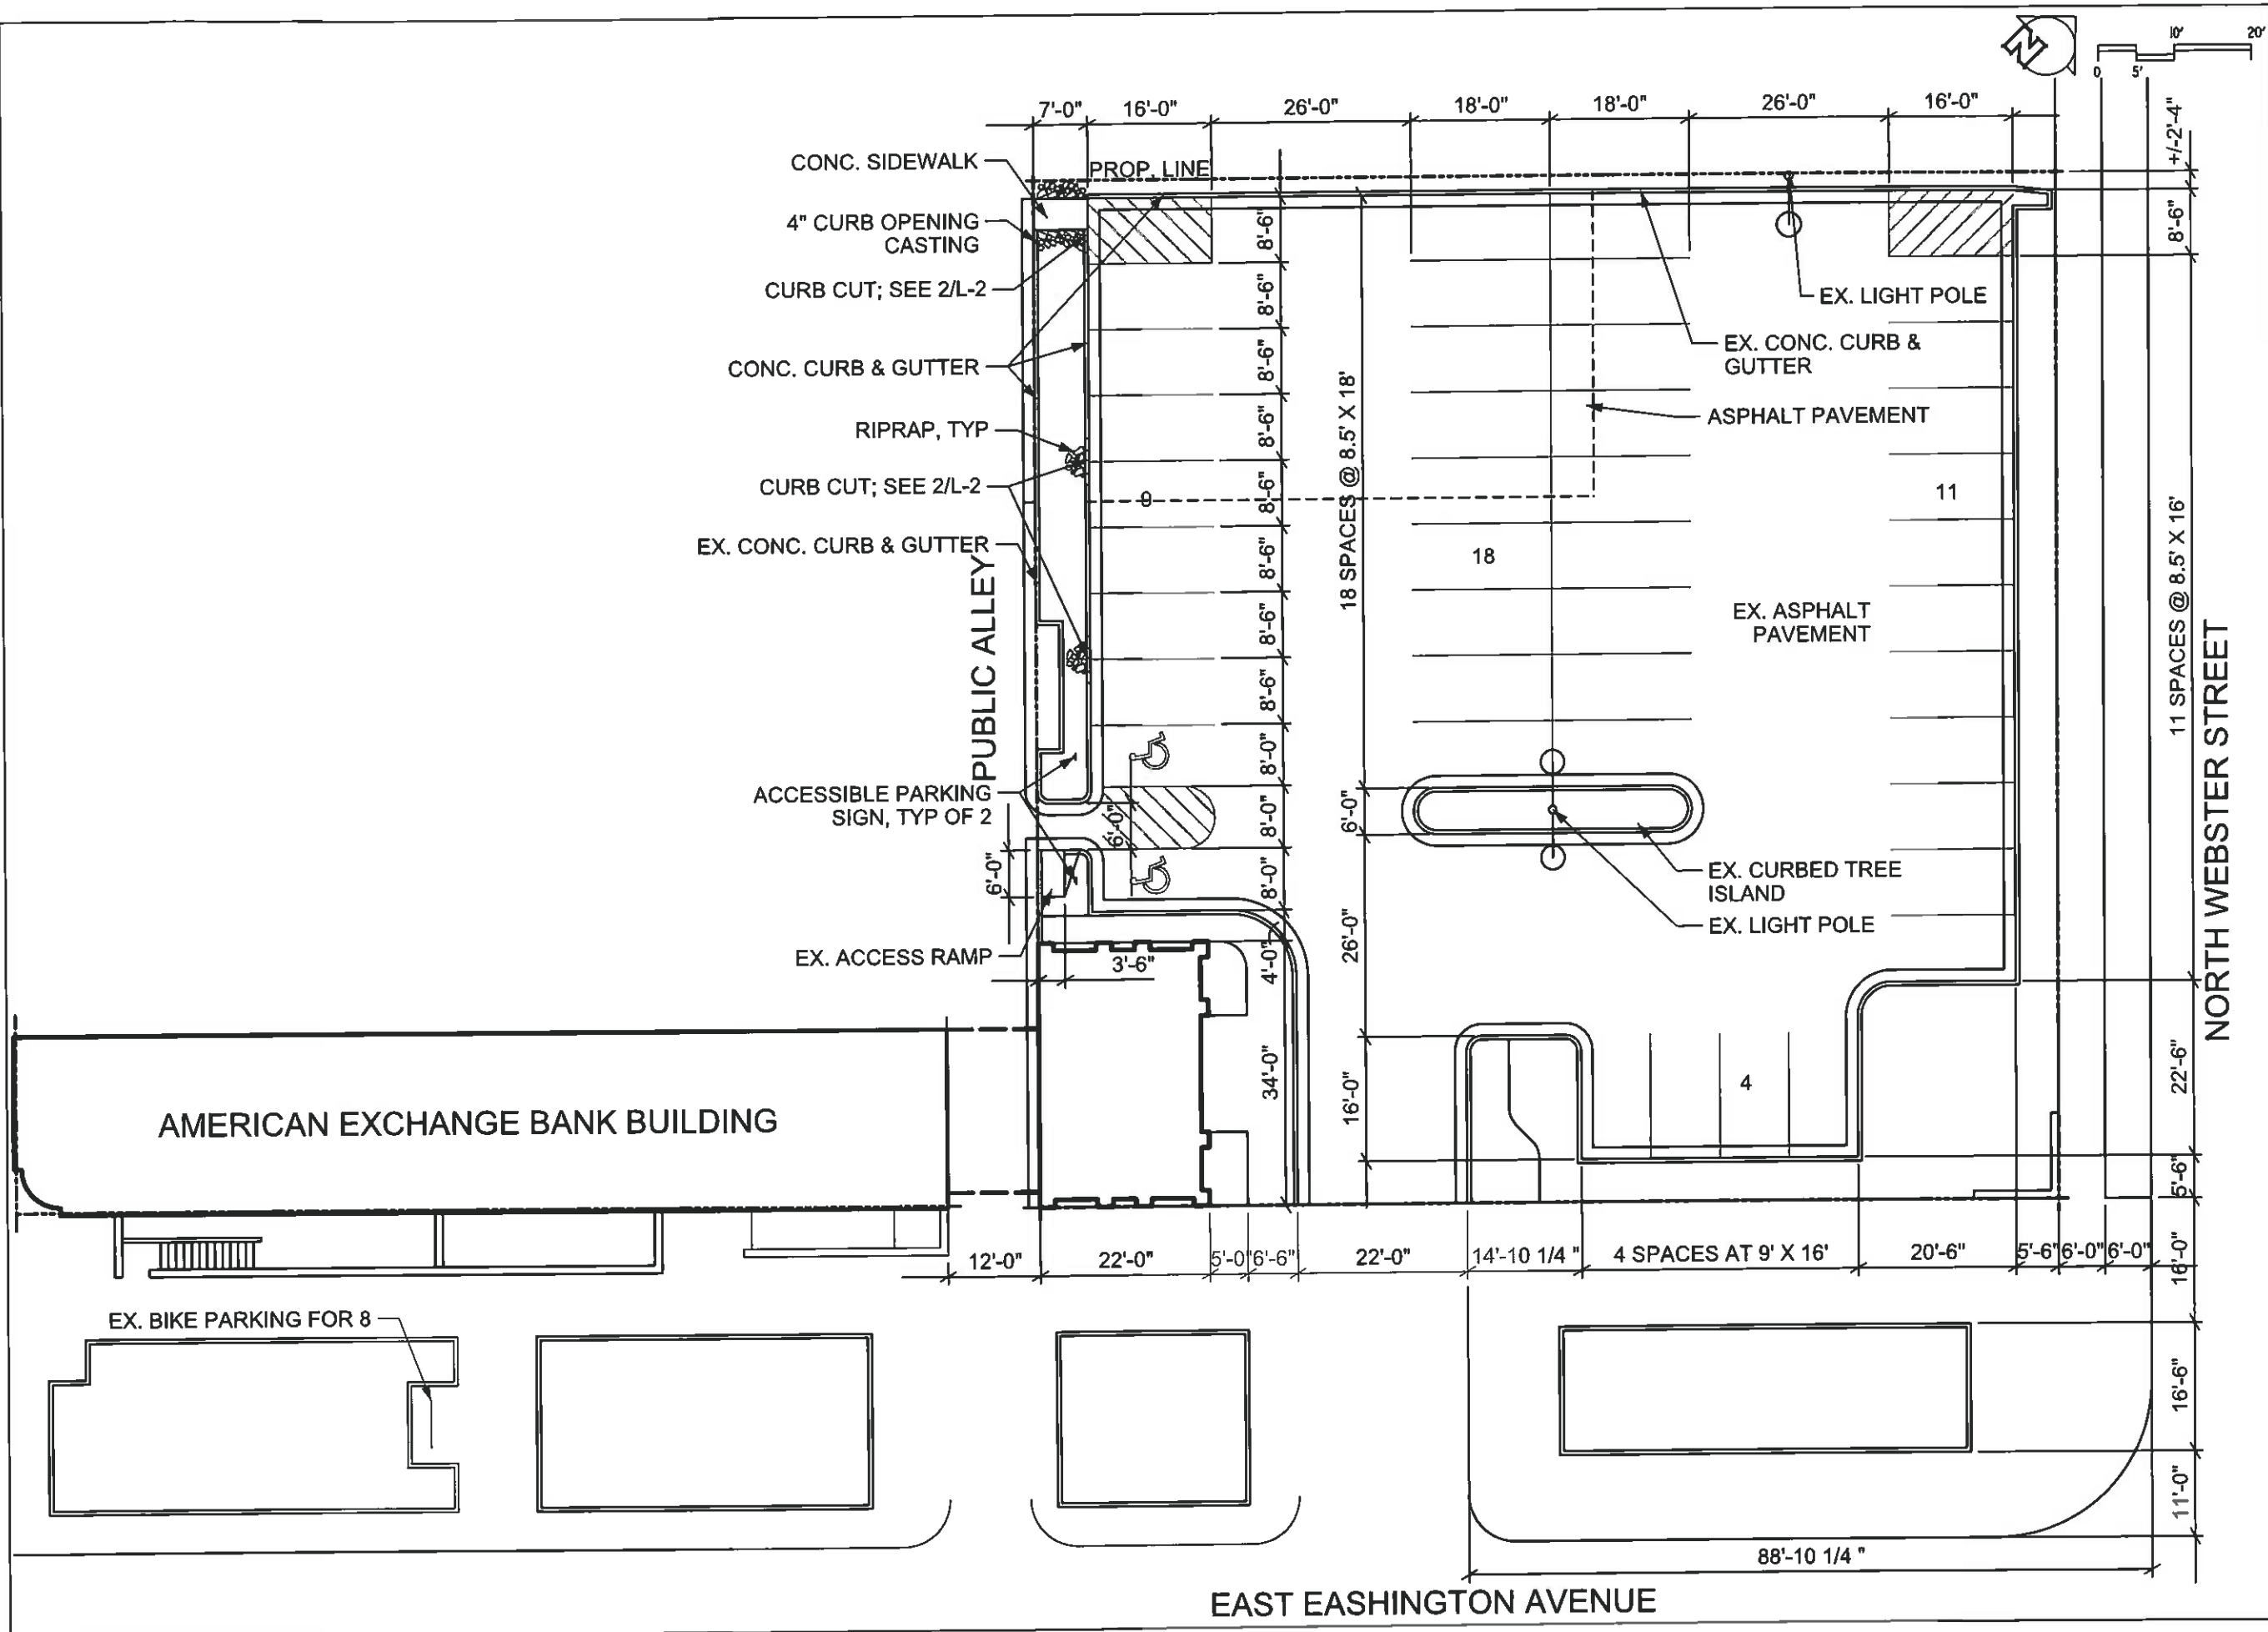 N
10'
20'
0
5'
7'-0"
16'-0"
26'-0"
18'-0"
18'-0"
26'-0"
16'-0"
+/-2'-4"
CONC. SIDEWALK
PROP. LINE
4" CURB OPENING
CASTING
8'-6"
8'-6"
CURB CUT; SEE 2/L-2
8'-6"
EX. LIGHT POLE
CONC. CURB & GUTTER
8'-6"
EX. CONC. CURB &
GUTTER
RIPRAP, TYP
8'-6"
ASPHALT PAVEMENT
CURB CUT; SEE 2/L-2
9
8'-6"
18 SPACES @ 8.5' X 18'
11
EX. CONC. CURB & GUTTER
8'-6"
18
PUBLIC ALLEY
8'-6"
EX. ASPHALT
PAVEMENT
11 SPACES @ 8.5' X 16'
NORTH WEBSTER STREET
8'-6"
8'-0"
ACCESSIBLE PARKING
SIGN, TYP OF 2
6'-0"
8'-0"
6'-0"
6'-0"
8'-0"
EX. CURBED TREE
ISLAND
EX. LIGHT POLE
EX. ACCESS RAMP
3'-6"
4'-0"
26'-0"
34'-0"
16'-0"
4
22'-6"
AMERICAN EXCHANGE BANK BUILDING
5'-6"
12'-0"
22'-0"
5'-0"
6'-6"
22'-0"
14'-10 1/4 "
4 SPACES AT 9' X 16'
20'-6"
5'-6"
6'-0"
6'-0"
16'-0"
EX. BIKE PARKING FOR 8
16'-6"
11'-0"
88'-10 1/4 "
EAST EASHINGTON AVENUE